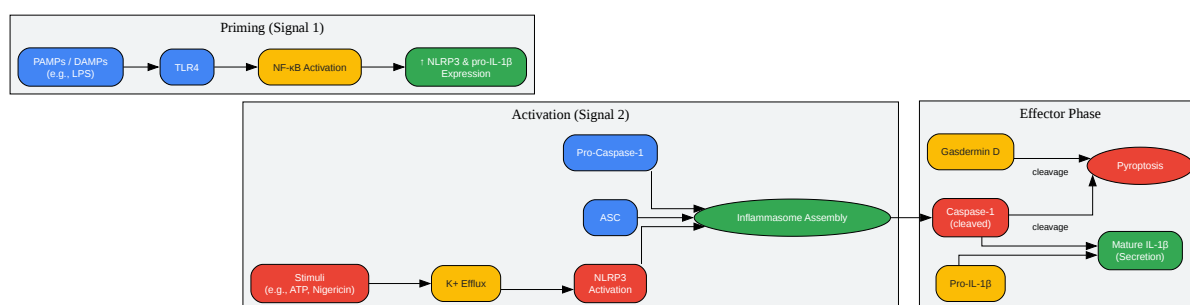 Priming (Signal 1)
PAMPs / DAMPs
(e.g., LPS)
TLR4
NF-κB Activation
↑ NLRP3 & pro-IL-1β
Expression
Activation (Signal 2)
Pro-Caspase-1
ASC
Inflammasome Assembly
Stimuli
(e.g., ATP, Nigericin)
K+ Efflux
NLRP3
Activation
Effector Phase
Gasdermin D
cleavage
Pyroptosis
Caspase-1
(cleaved)
cleavage
Mature IL-1β
(Secretion)
Pro-IL-1β